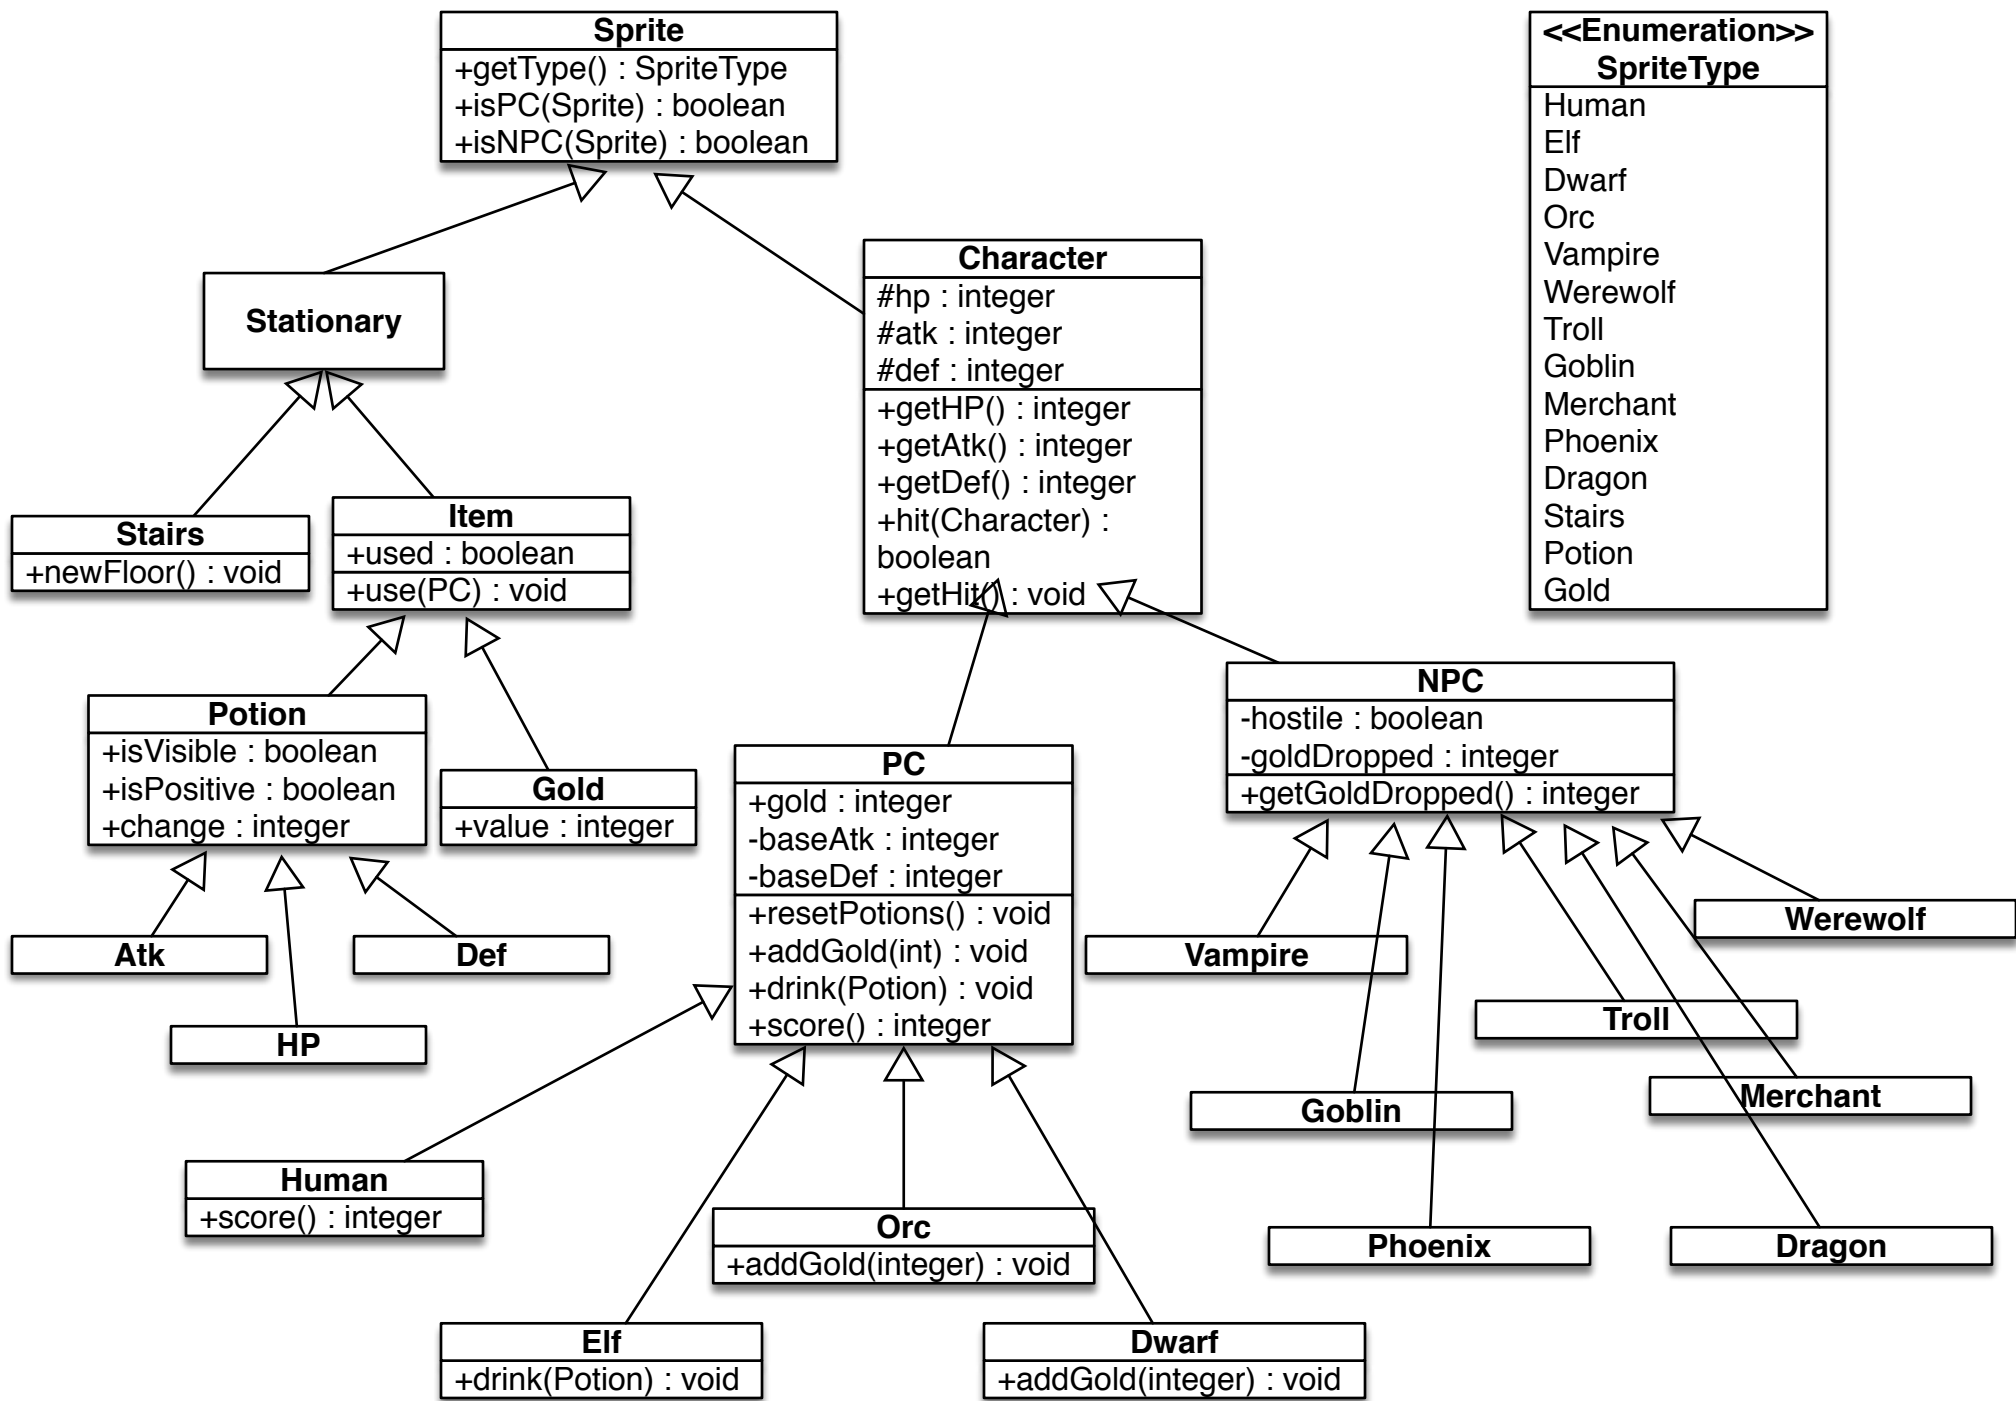 Sprite
+getType() : SpriteType
+isPC(Sprite) : boolean
+isNPC(Sprite) : boolean
<<Enumeration>>
SpriteType
Human
Elf
Dwarf
Orc
Vampire
Werewolf
Troll
Goblin
Merchant
Phoenix
Dragon
Stairs
Potion
Gold
Stationary
Character
#hp : integer
#atk : integer
#def : integer
+getHP() : integer
+getAtk() : integer
+getDef() : integer
+hit(Character) :
boolean
+getHit() : void
Stairs
+newFloor() : void
Item
+used : boolean
+use(PC) : void
Potion
+isVisible : boolean
+isPositive : boolean
+change : integer
Gold
+value : integer
PC
+gold : integer
-baseAtk : integer
-baseDef : integer
+resetPotions() : void
+addGold(int) : void
+drink(Potion) : void
+score() : integer
NPC
-hostile : boolean
-goldDropped : integer
+getGoldDropped() : integer
Atk
Def
HP
Vampire
Werewolf
Troll
Goblin
Merchant
Phoenix
Dragon
Human
+score() : integer
Orc
+addGold(integer) : void
Elf
+drink(Potion) : void
Dwarf
+addGold(integer) : void